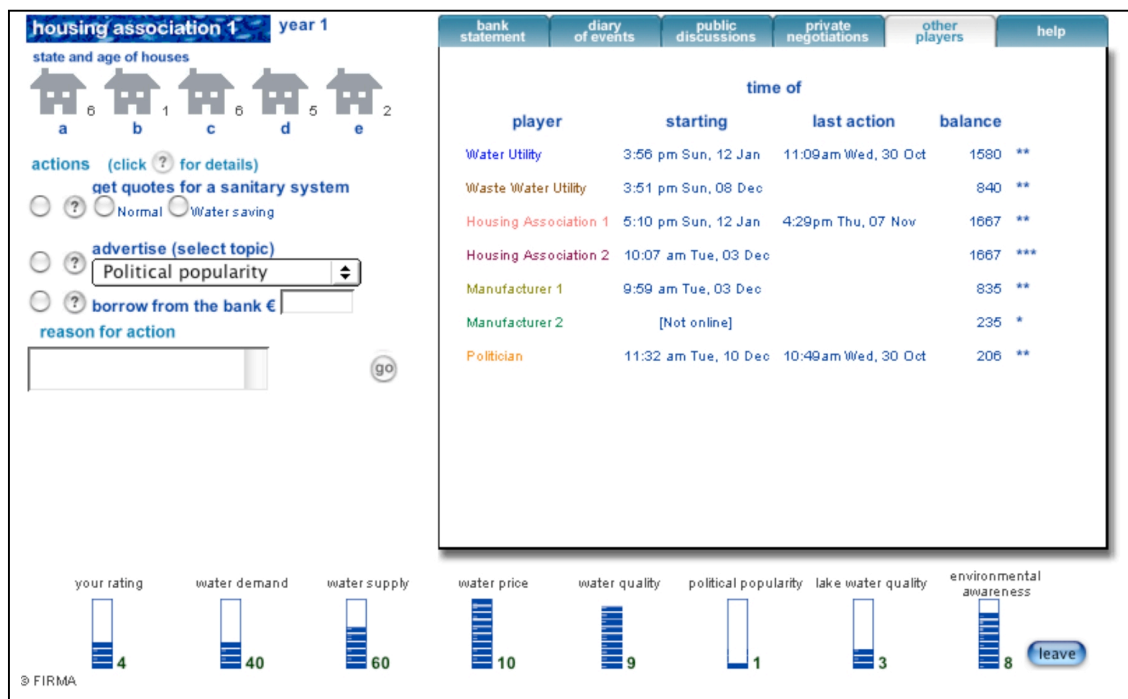 housing association 1 year 1
state and age of houses
6 1 6 5 2
a b c d e
actions (click ? for details)
get quotes for a sanitary system
? Normal Water saving
advertise (select topic)
? Political popularity
? borrow from the bank €
reason for action
go
bank statement
diary of events
public discussions
private negotiations
other players
help
time of
player starting last action balance
Water Utility 3:56 pm Sun, 12 Jan 11:09am Wed, 30 Oct 1580 **
Waste Water Utility 3:51 pm Sun, 08 Dec 840 **
Housing Association 1 5:10 pm Sun, 12 Jan 4:29pm Thu, 07 Nov 1667 **
Housing Association 2 10:07 am Tue, 03 Dec 1667 ***
Manufacturer 1 9:59 am Tue, 03 Dec 835 **
Manufacturer 2 [Not online] 235 *
Politician 11:32 am Tue, 10 Dec 10:49am Wed, 30 Oct 206 **
your rating water demand water supply water price water quality political popularity lake water quality environmental awareness
4 40 60 10 9 1 3 8
leave
© FIRMA